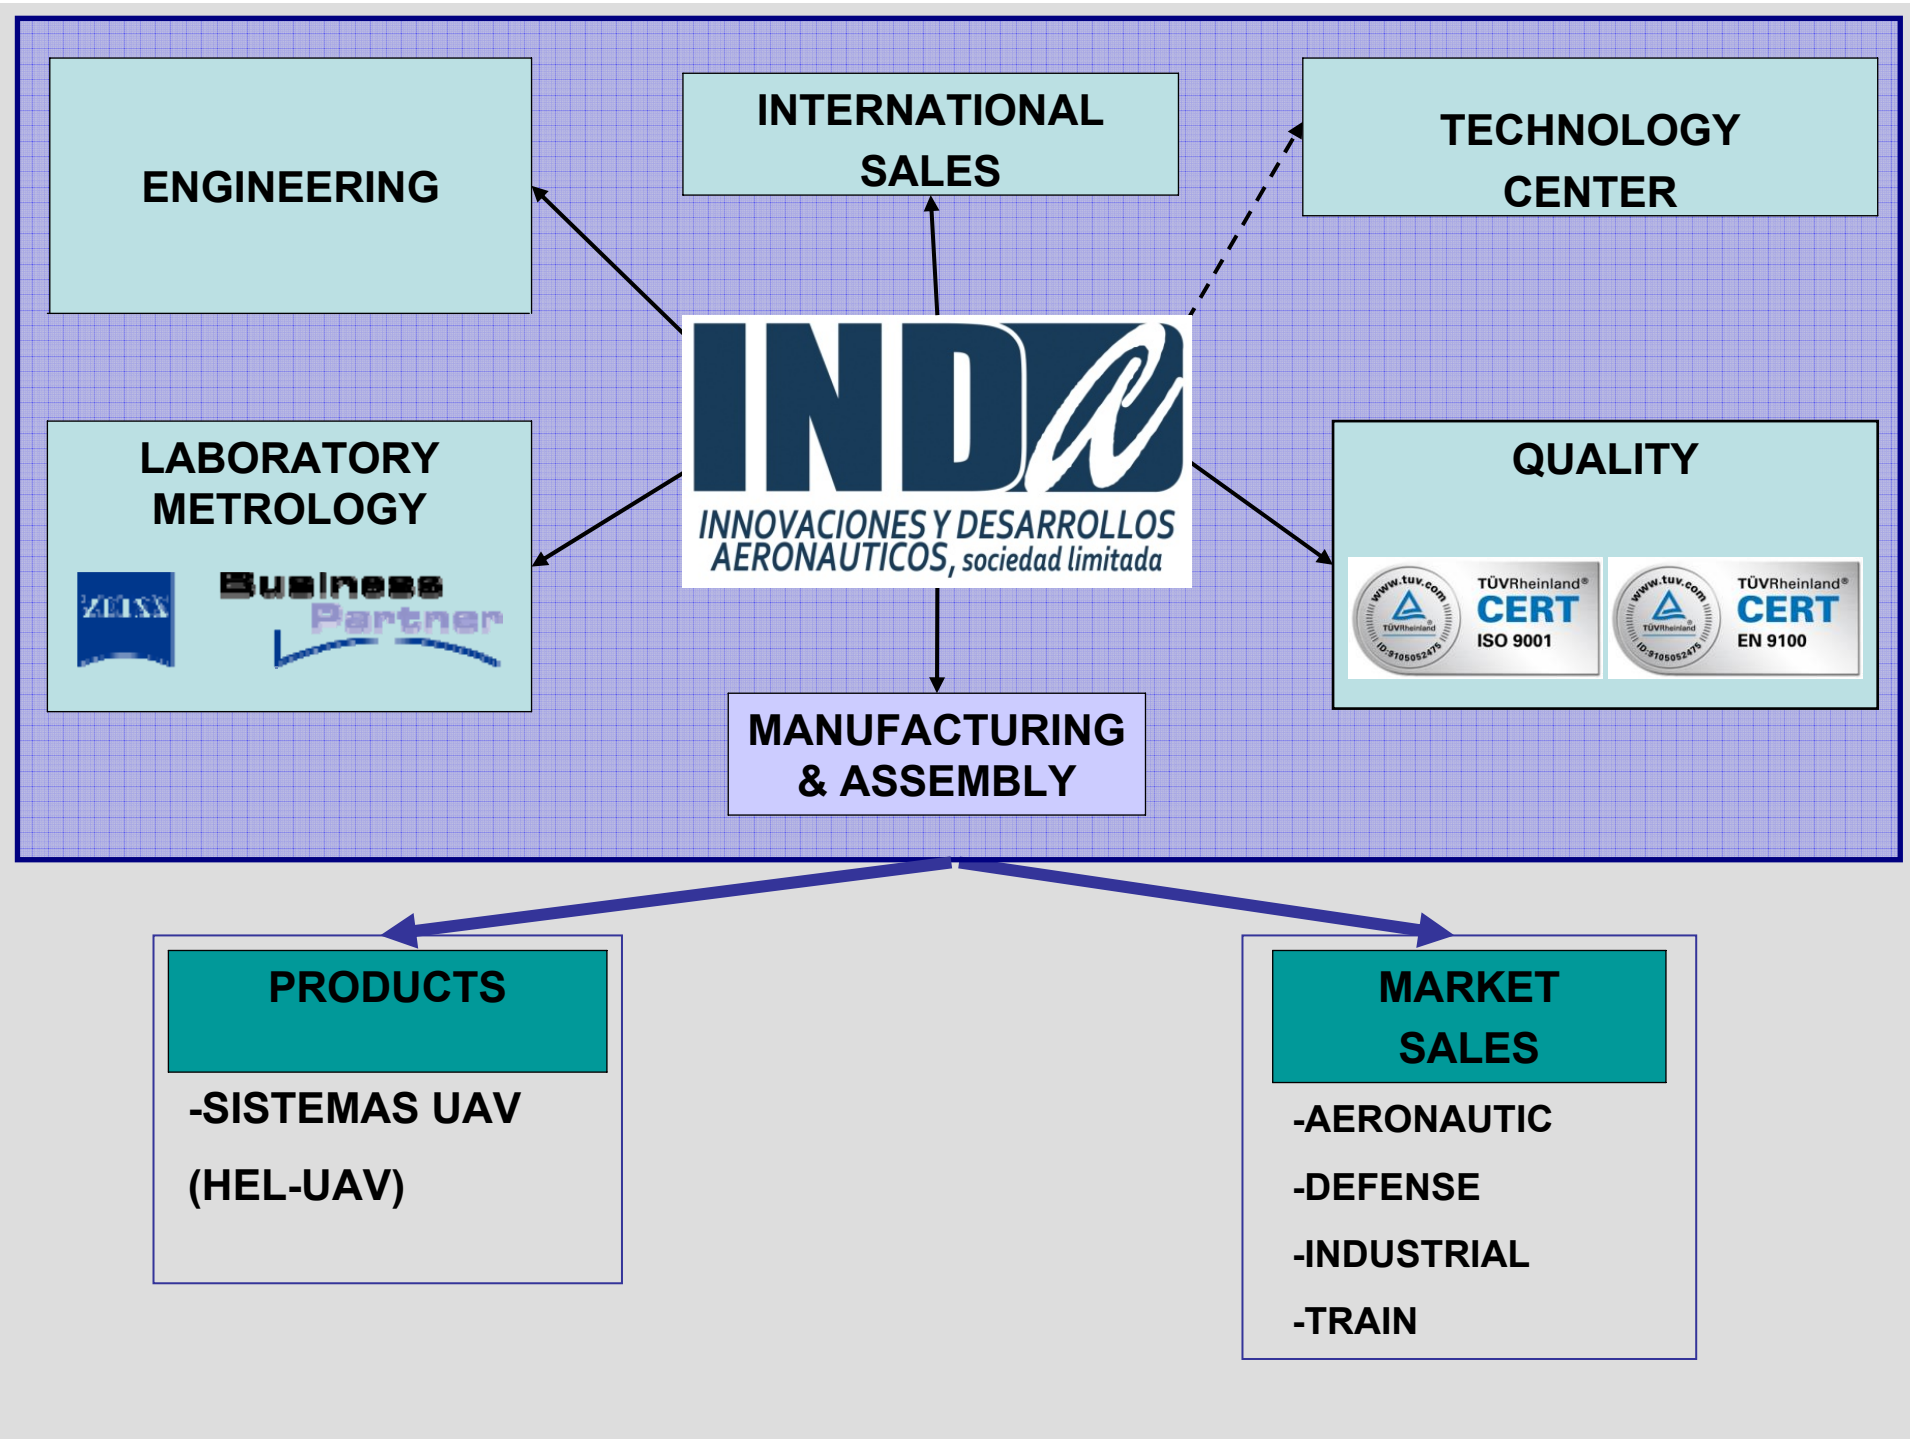 ENGINEERING
INTERNATIONAL
SALES
TECHNOLOGY
CENTER
INDa
INNOVACIONES Y DESARROLLOS
AERONAUTICOS, sociedad limitada
LABORATORY
METROLOGY
ZEISS
Business
Partner
QUALITY
www.tuv.com
TÜVRheinland
ID:9105052475
TÜVRheinland®
CERT
ISO 9001
www.tuv.com
TÜVRheinland
ID:9105052475
TÜVRheinland®
CERT
EN 9100
MANUFACTURING
& ASSEMBLY
PRODUCTS
-SISTEMAS UAV
(HEL-UAV)
MARKET
SALES
-AERONAUTIC
-DEFENSE
-INDUSTRIAL
-TRAIN